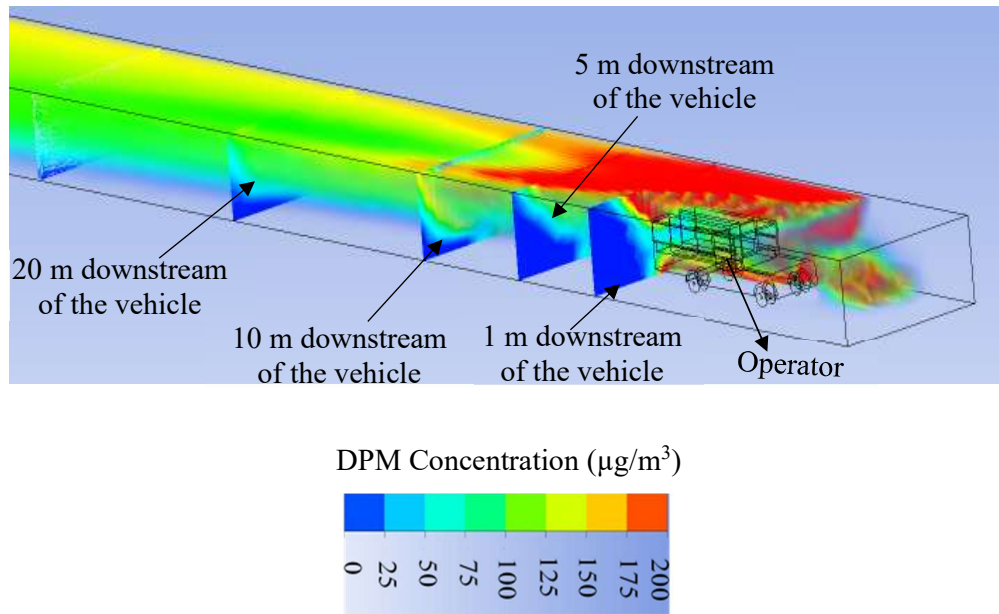 5 m downstream
of the vehicle
20 m downstream
of the vehicle
10 m downstream
of the vehicle
1 m downstream
of the vehicle
Operator
DPM Concentration (µg/m³)
0 25 50 75 100 125 150 175 200